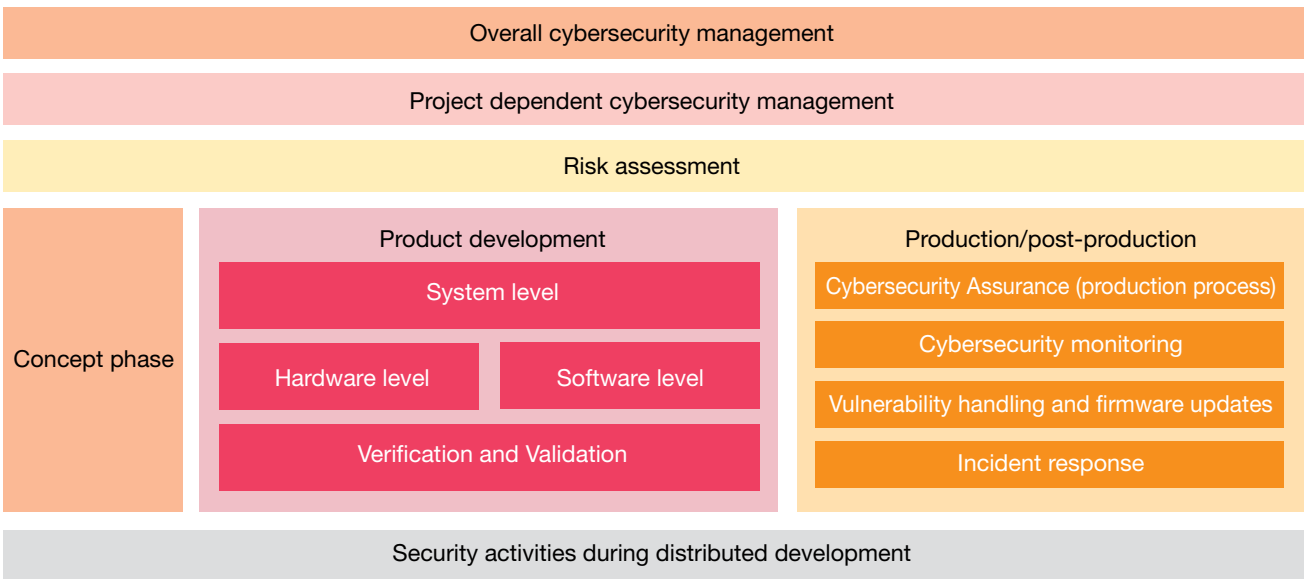 Overall cybersecurity management
Project dependent cybersecurity management
Risk assessment
Concept phase
Product development
System level
Hardware level
Software level
Verification and Validation
Production/post-production
Cybersecurity Assurance (production process)
Cybersecurity monitoring
Vulnerability handling and firmware updates
Incident response
Security activities during distributed development